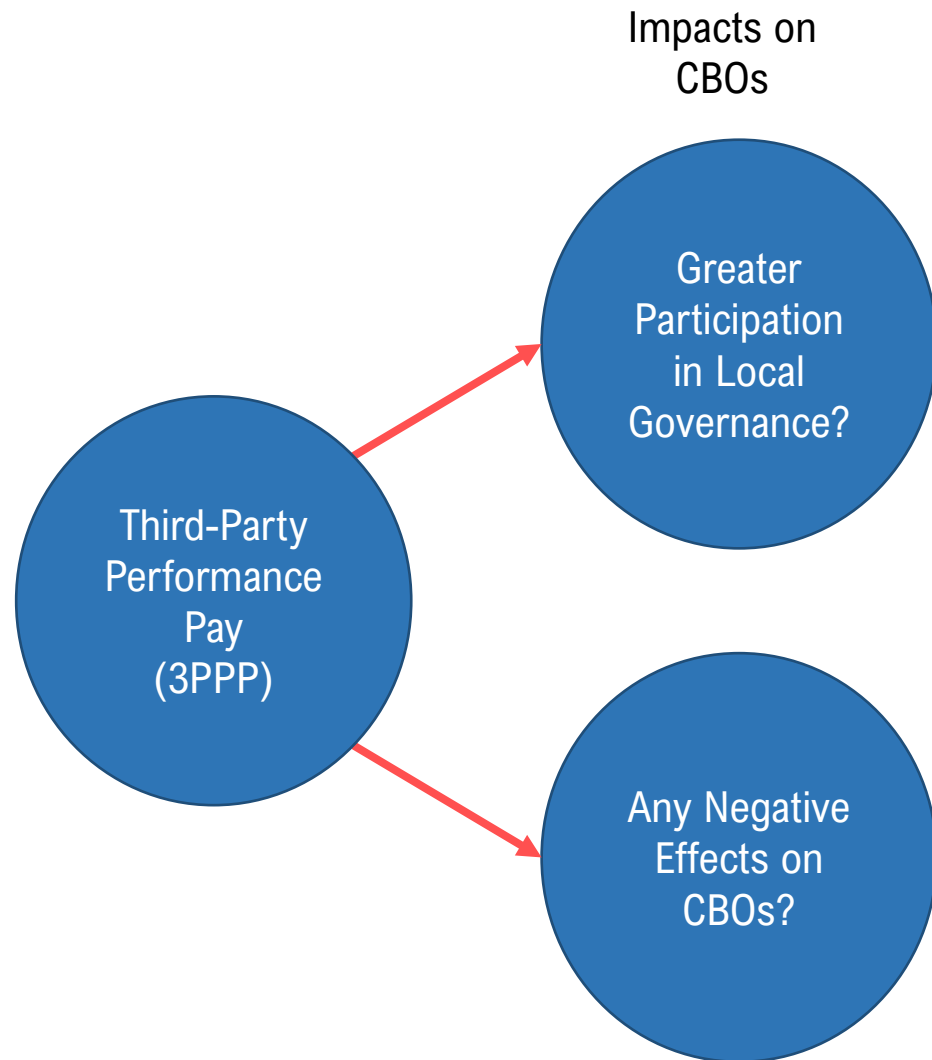 Impacts on
CBOs
Greater
Participation
in Local
Governance?
Third-Party
Performance
Pay
(3PPP)
Any Negative
Effects on
CBOs?